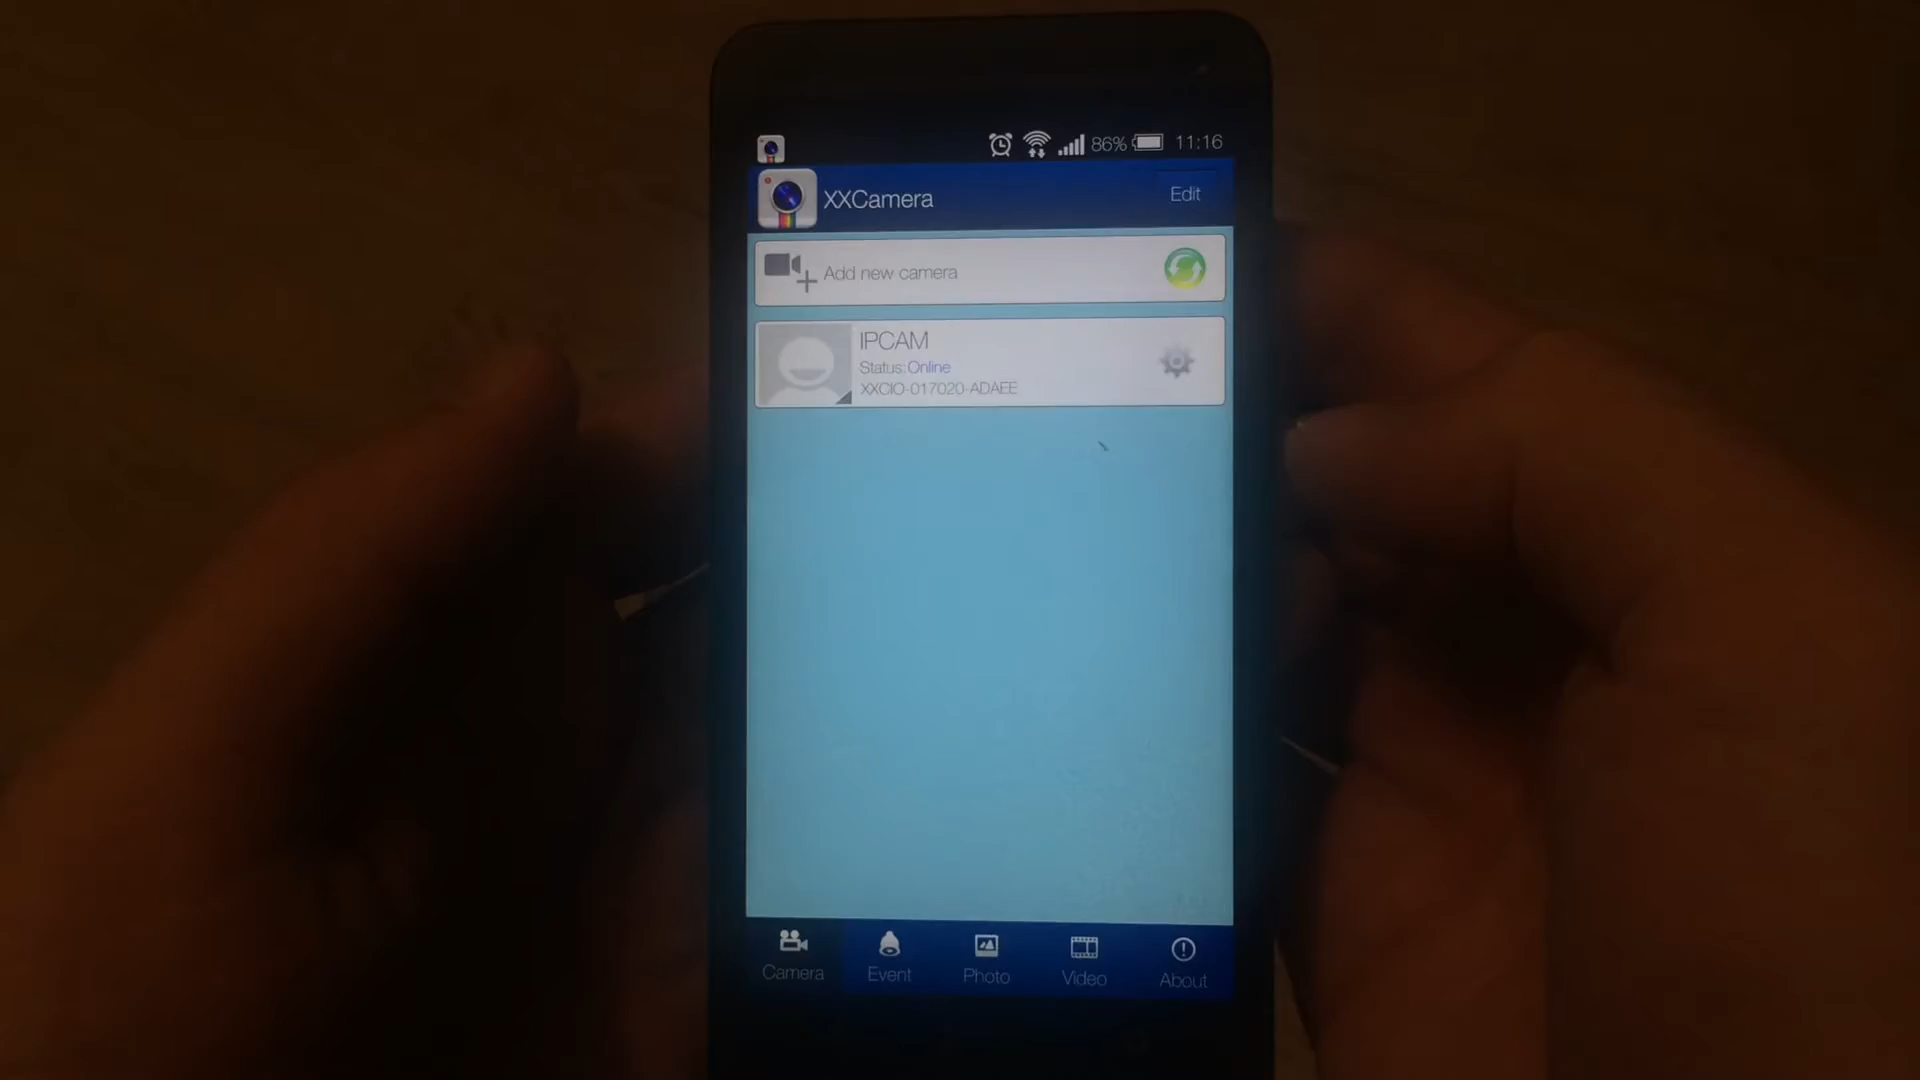 86% 11:16
XXCamera Edit
Add new camera
IPCAM
Status:Online
XXCIO-017020-ADAEE
Camera Event Photo Video About